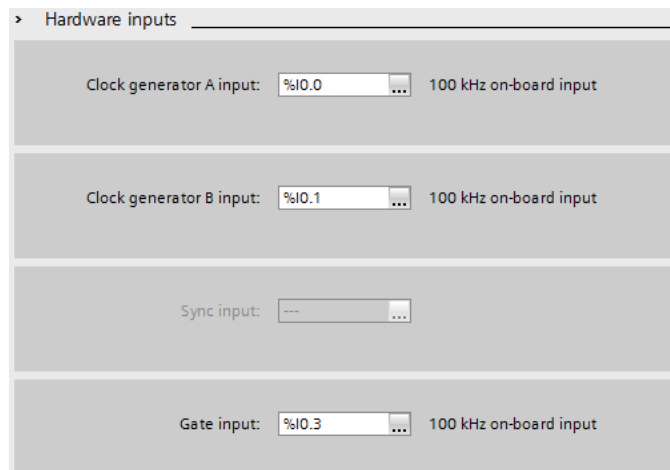 Hardware inputs
Clock generator A input: %I0.0 ... 100 kHz on-board input
Clock generator B input: %I0.1 ... 100 kHz on-board input
Sync input: --- ...
Gate input: %I0.3 ... 100 kHz on-board input